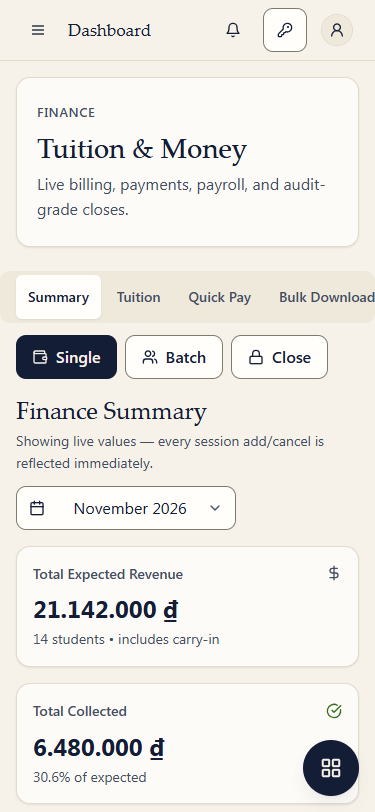 Dashboard
FINANCE
Tuition & Money
Live billing, payments, payroll, and audit-
grade closes.
Summary Tuition Quick Pay Bulk Download
Single Batch Close
Finance Summary
Showing live values — every session add/cancel is
reflected immediately.
November 2026
Total Expected Revenue
21.142.000 ₫
14 students • includes carry-in
Total Collected
6.480.000 ₫
30.6% of expected